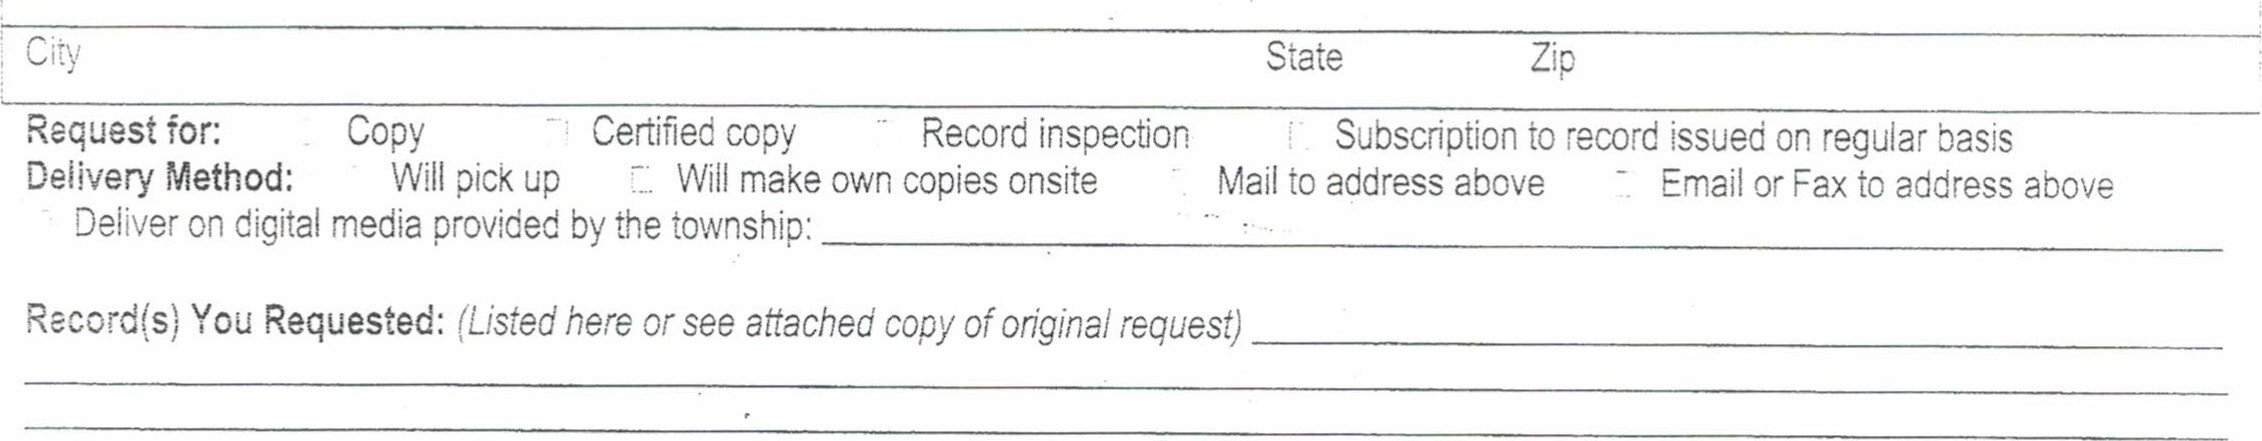 City State Zip
Request for: Copy Certified copy Record inspection Subscription to record issued on regular basis
Delivery Method: Will pick up Will make own copies onsite Mail to address above Email or Fax to address above
Deliver on digital media provided by the township:
Record(s) You Requested: (Listed here or see attached copy of original request)